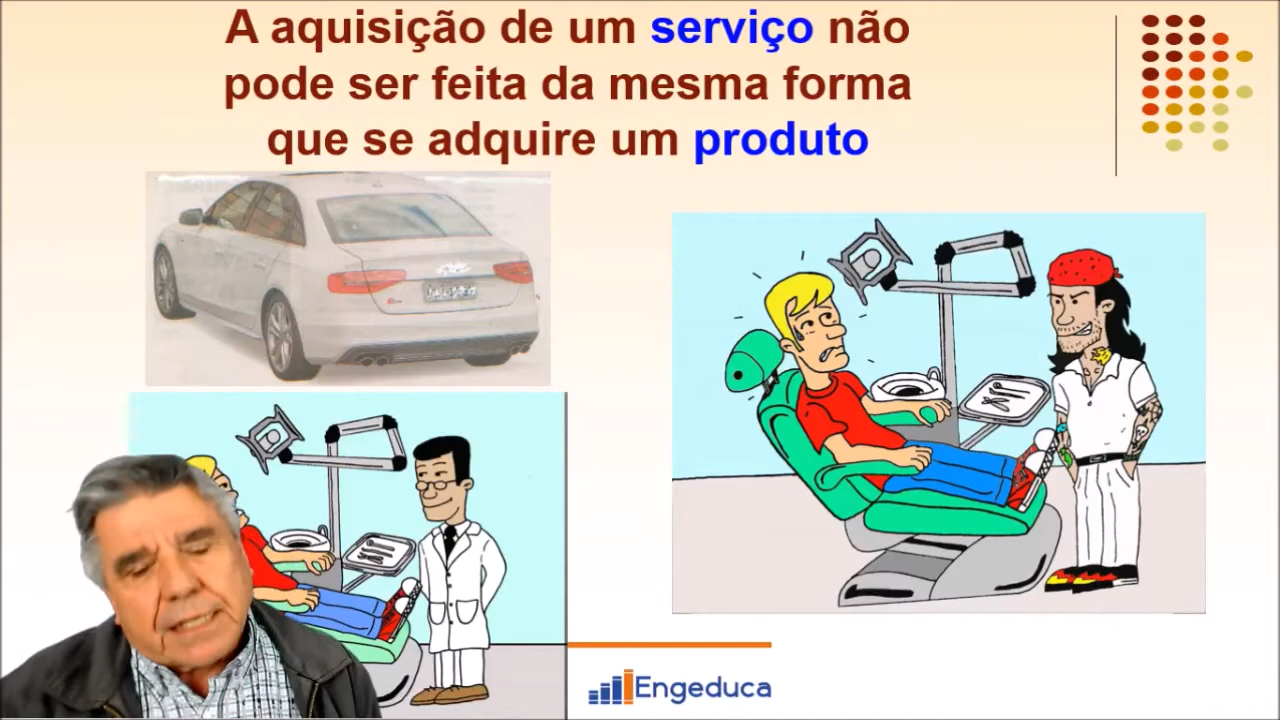 A aquisição de um serviço não
pode ser feita da mesma forma
que se adquire um produto
Engeduca